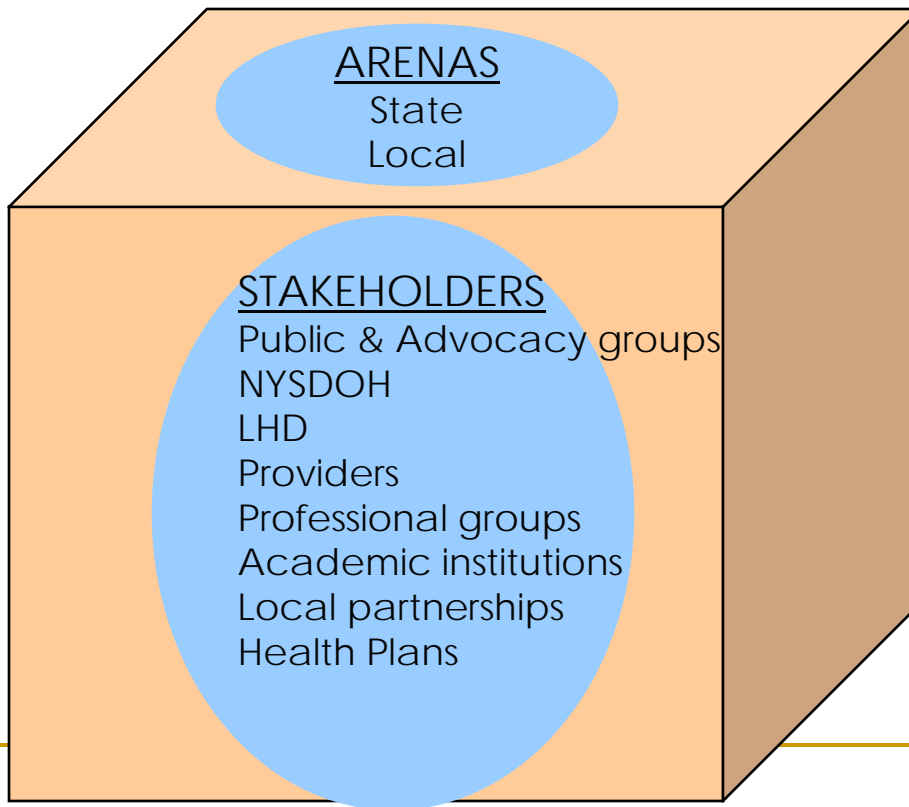 ARENAS
State
Local
STAKEHOLDERS
Public & Advocacy groups
NYSDOH
LHD
Providers
Professional groups
Academic institutions
Local partnerships
Health Plans